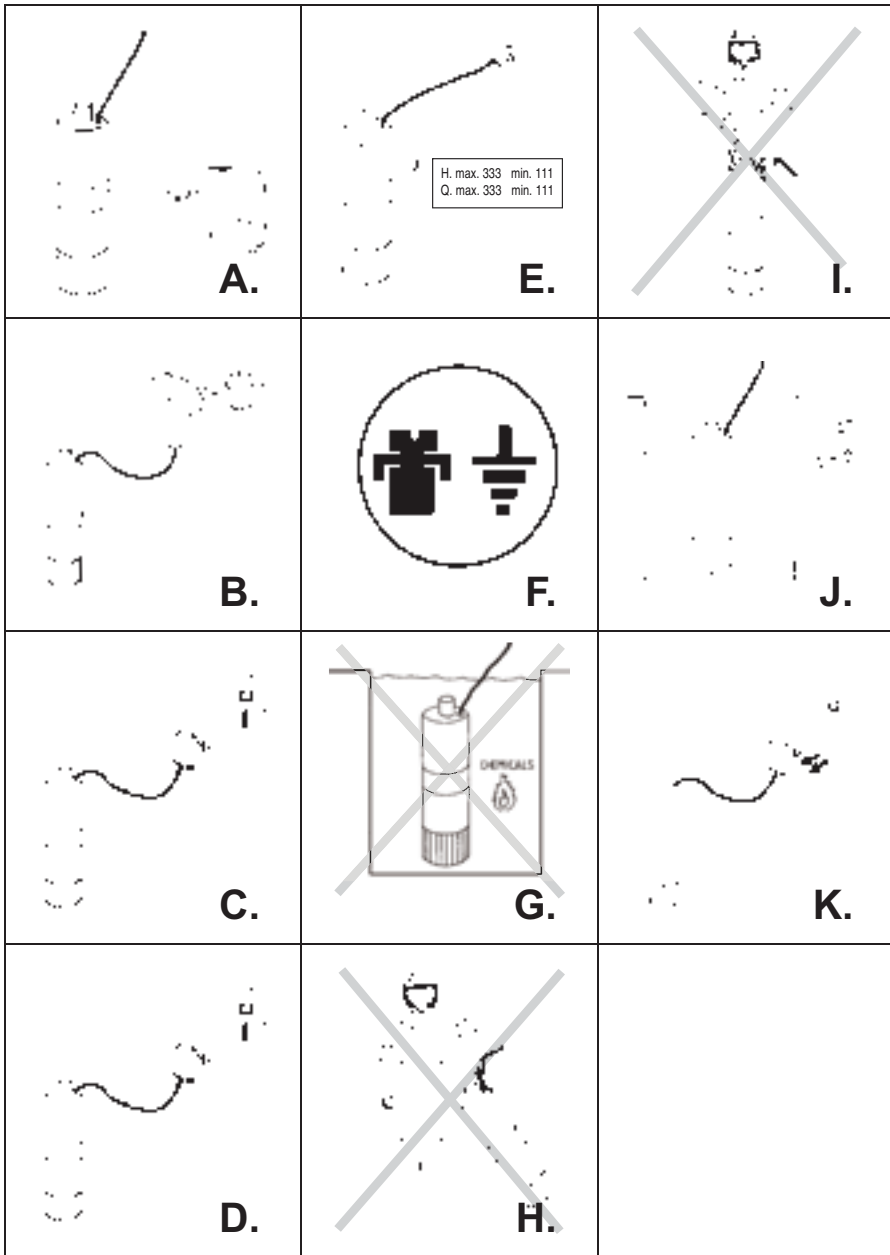 A.
E.
H. max. 333 min. 111
Q. max. 333 min. 111
I.
B.
F.
J.
C.
CHEMICALS
G.
K.
D.
H.